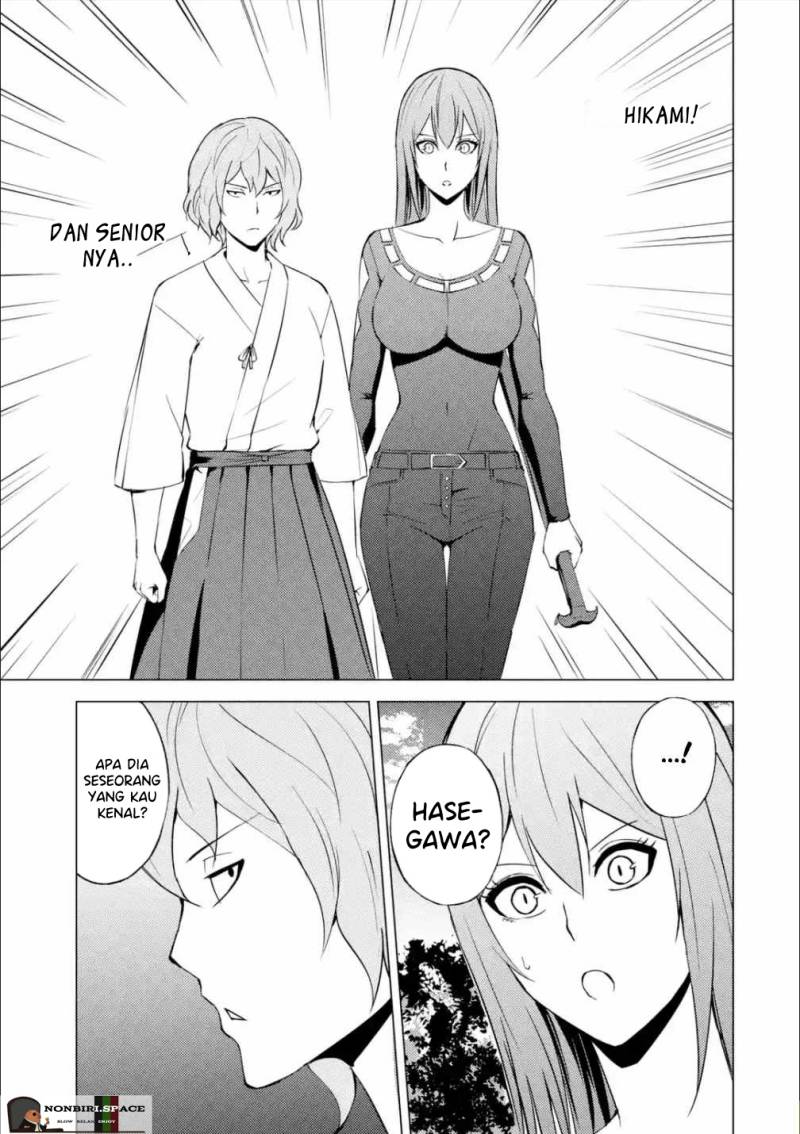 HIKAMI!
DAN SENIOR
NYA..
....!
HASE-
GAWA?
APA DIA
SESEORANG
YANG KAU
KENAL?
NONBIRI.SPACE
SLOW RELAX ENJOY